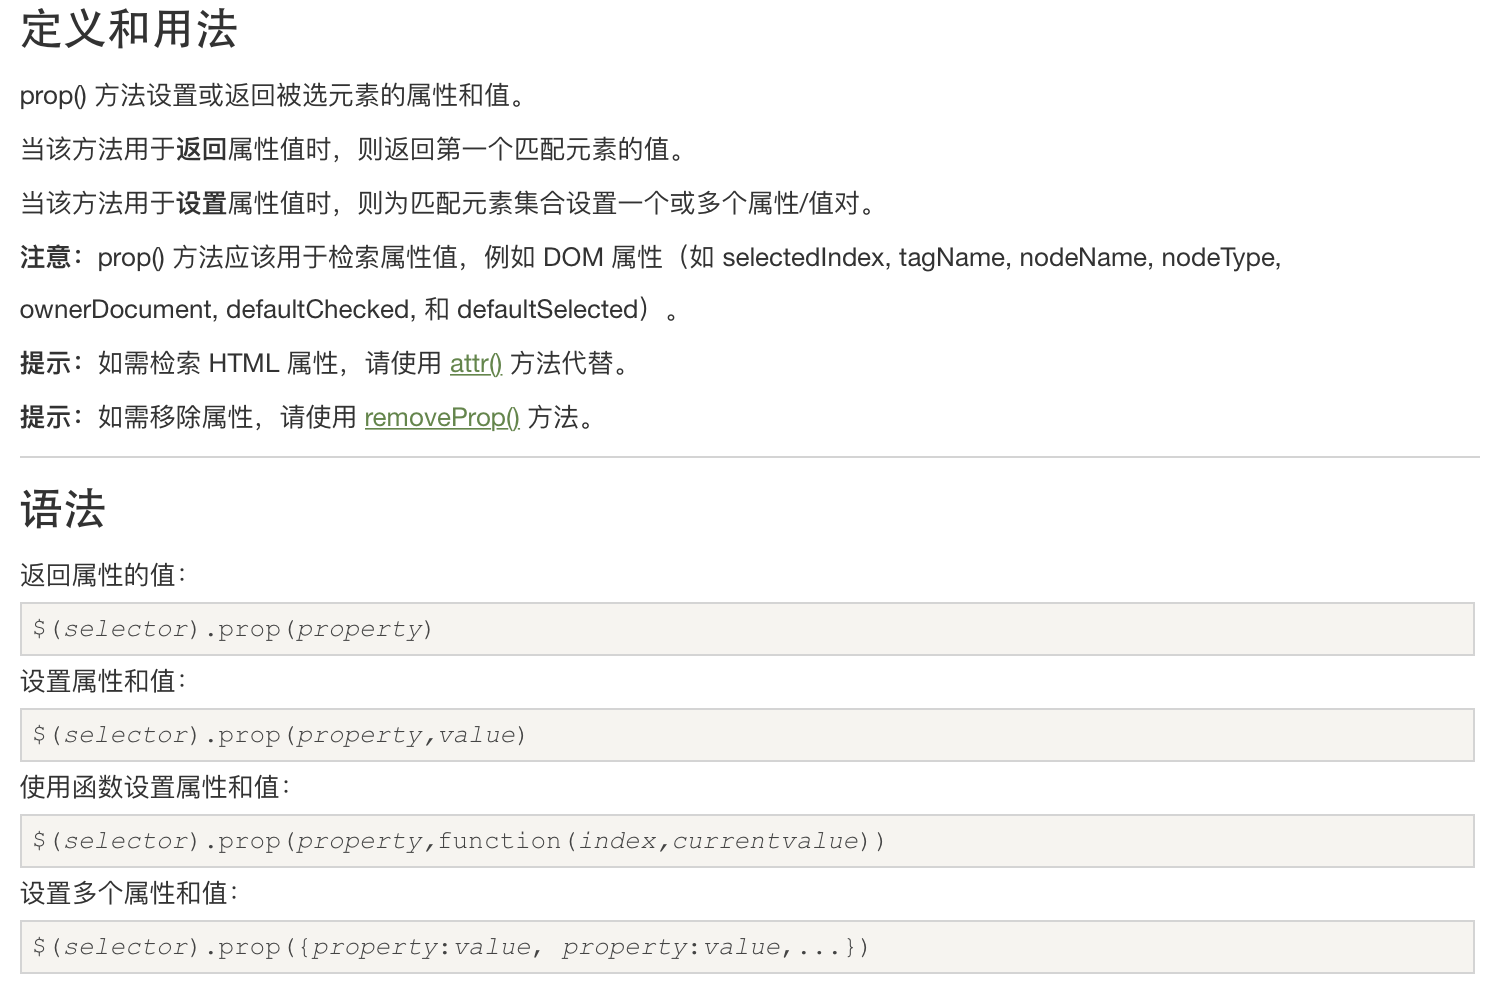 定义和用法
prop() 方法设置或返回被选元素的属性和值。
当该方法用于返回属性值时，则返回第一个匹配元素的值。
当该方法用于设置属性值时，则为匹配元素集合设置一个或多个属性/值对。
注意：prop() 方法应该用于检索属性值，例如 DOM 属性（如 selectedIndex, tagName, nodeName, nodeType,
ownerDocument, defaultChecked, 和 defaultSelected）。
提示：如需检索 HTML 属性，请使用 attr() 方法代替。
提示：如需移除属性，请使用 removeProp() 方法。
语法
返回属性的值：
$(selector).prop(property)
设置属性和值：
$(selector).prop(property,value)
使用函数设置属性和值：
$(selector).prop(property,function(index,currentvalue))
设置多个属性和值：
$(selector).prop({property:value, property:value,...})